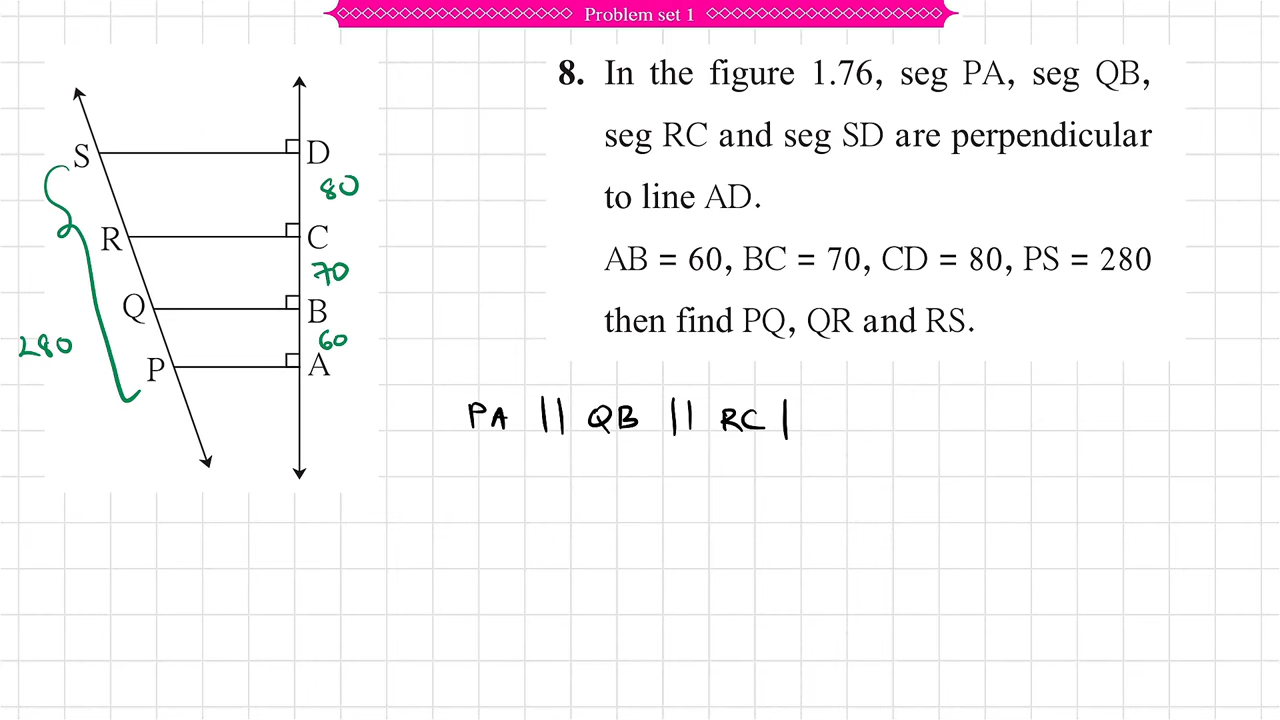 Problem set 1
8. In the figure 1.76, seg PA, seg QB,
seg RC and seg SD are perpendicular
to line AD.
AB = 60, BC = 70, CD = 80, PS = 280
then find PQ, QR and RS.
S D
80
R C
70
Q B
280 60
P A
PA || QB || RC |